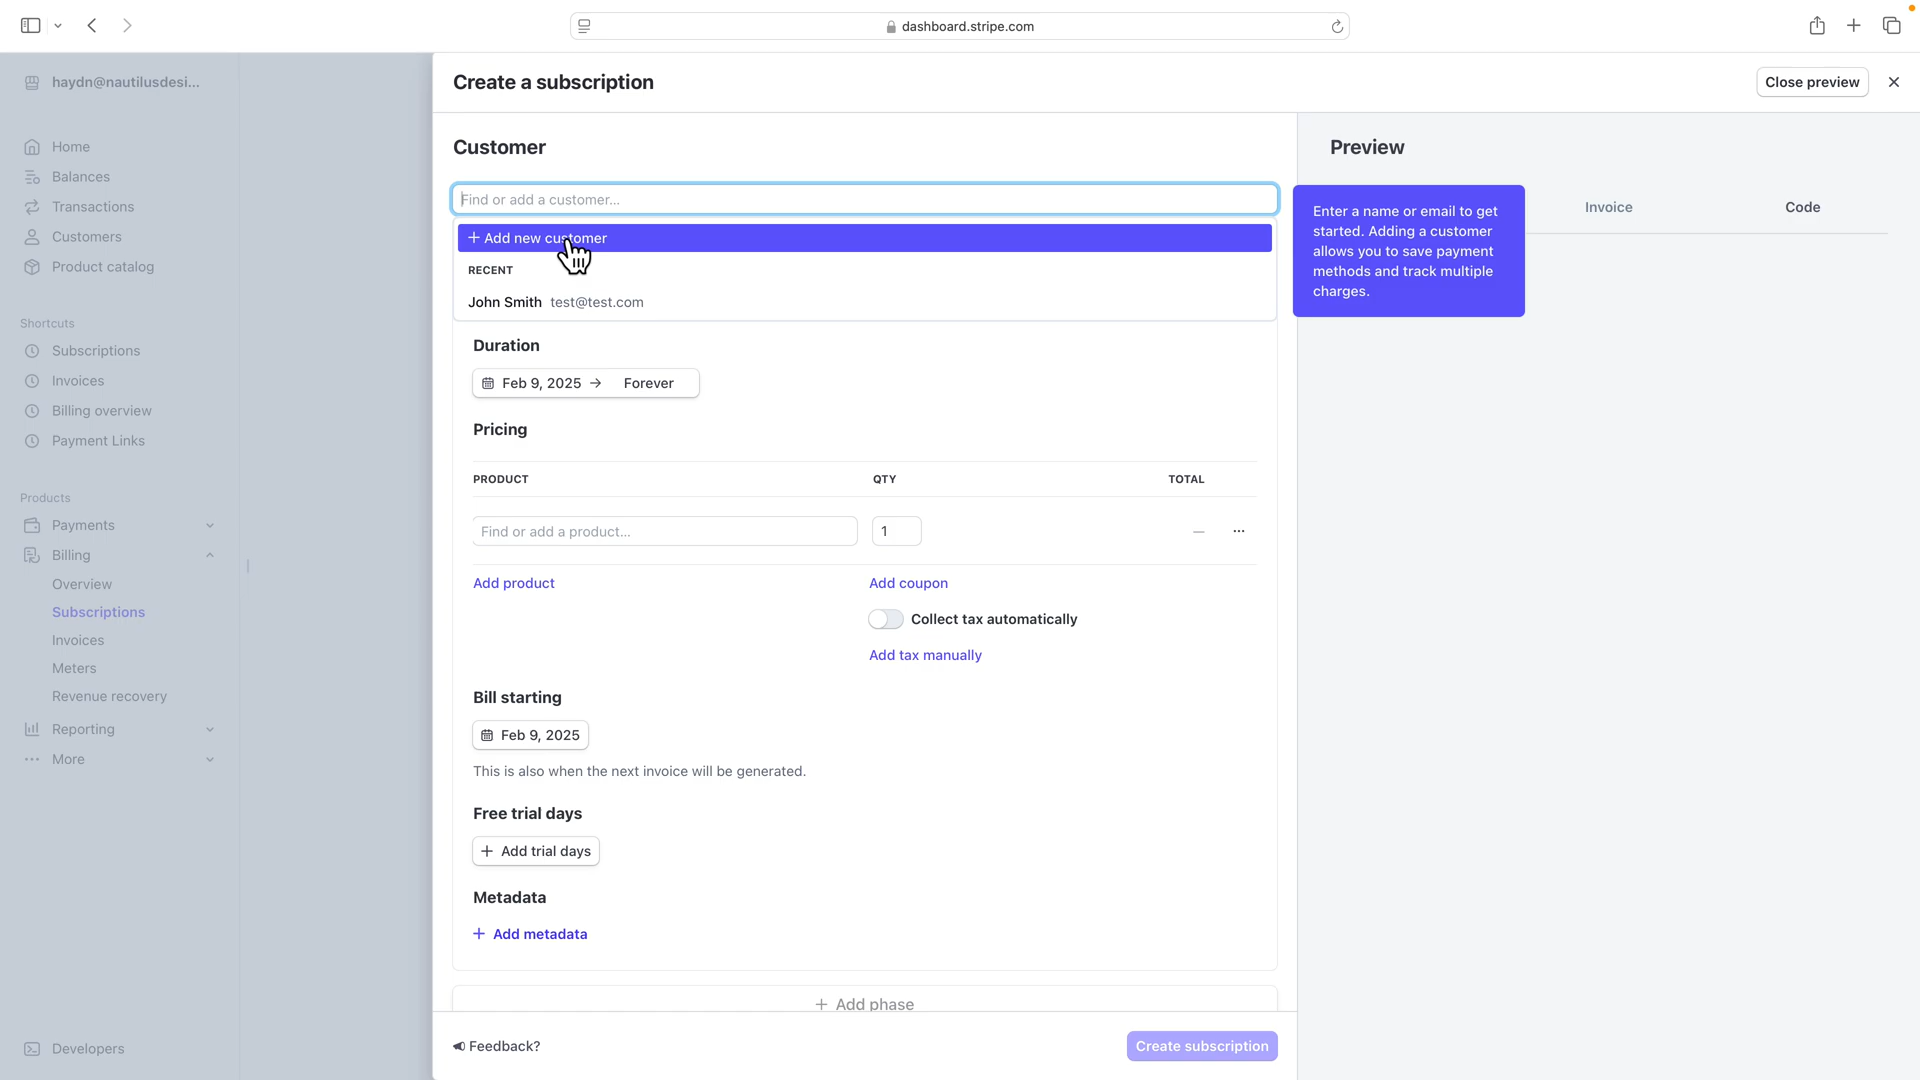 dashboard.stripe.com
haydn@nautilusdesi...
Home
Balances
Transactions
Customers
Product catalog
Shortcuts
Subscriptions
Invoices
Billing overview
Payment Links
Products
Payments
Billing
Overview
Subscriptions
Invoices
Meters
Revenue recovery
Reporting
More
Developers
Create a subscription
Close preview
Customer
Find or add a customer...
+ Add new customer
RECENT
John Smith test@test.com
Duration
Feb 9, 2025 → Forever
Pricing
PRODUCT QTY TOTAL
Find or add a product... 1 —
Add product Add coupon
Collect tax automatically
Add tax manually
Bill starting
Feb 9, 2025
This is also when the next invoice will be generated.
Free trial days
+ Add trial days
Metadata
+ Add metadata
+ Add phase
Feedback?
Create subscription
Preview
Enter a name or email to get
started. Adding a customer
allows you to save payment
methods and track multiple
charges.
Invoice Code